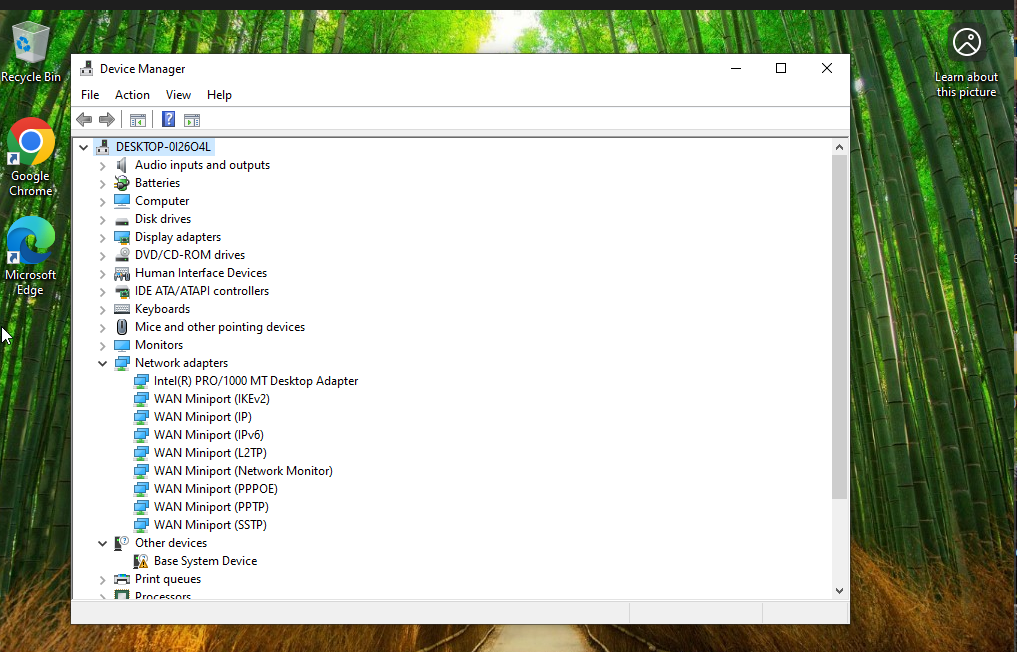 Recycle Bin
Google
Chrome
Microsoft
Edge
Learn about
this picture
Device Manager
File Action View Help
DESKTOP-0I26O4L
Audio inputs and outputs
Batteries
Computer
Disk drives
Display adapters
DVD/CD-ROM drives
Human Interface Devices
IDE ATA/ATAPI controllers
Keyboards
Mice and other pointing devices
Monitors
Network adapters
Intel(R) PRO/1000 MT Desktop Adapter
WAN Miniport (IKEv2)
WAN Miniport (IP)
WAN Miniport (IPv6)
WAN Miniport (L2TP)
WAN Miniport (Network Monitor)
WAN Miniport (PPPOE)
WAN Miniport (PPTP)
WAN Miniport (SSTP)
Other devices
Base System Device
Print queues
Processors